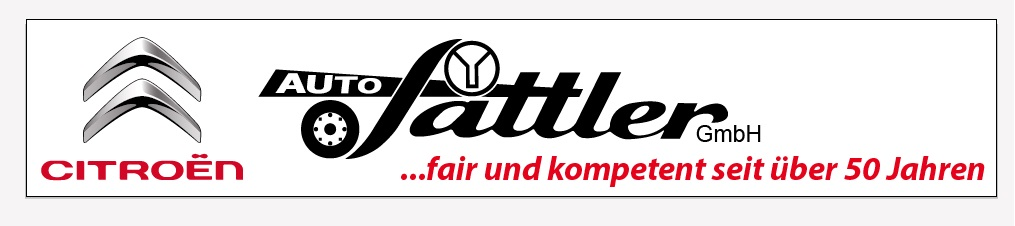 AUTO Sattler GmbH
CITROËN
...fair und kompetent seit über 50 Jahren